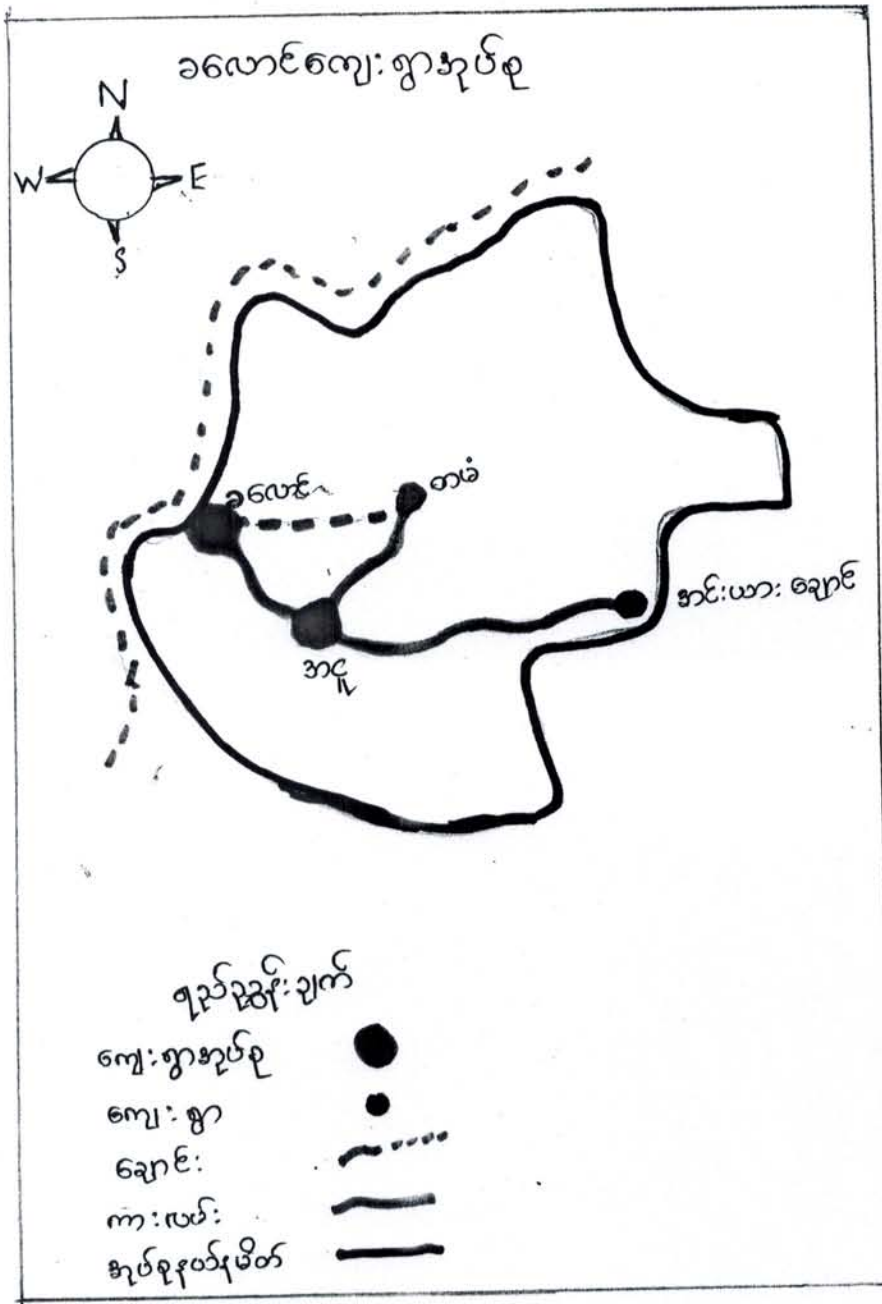 ခလောင်ကျေးရွာအုပ်စု
N
W E
S
ခလောင်
တမံ
အင်းယားချောင်
အငူ
ရည်ညွှန်းချက်
ကျေးရွာအုပ်စု
ကျေးရွာ
ချောင်း
ကားလမ်း
အုပ်စုနယ်နမိတ်